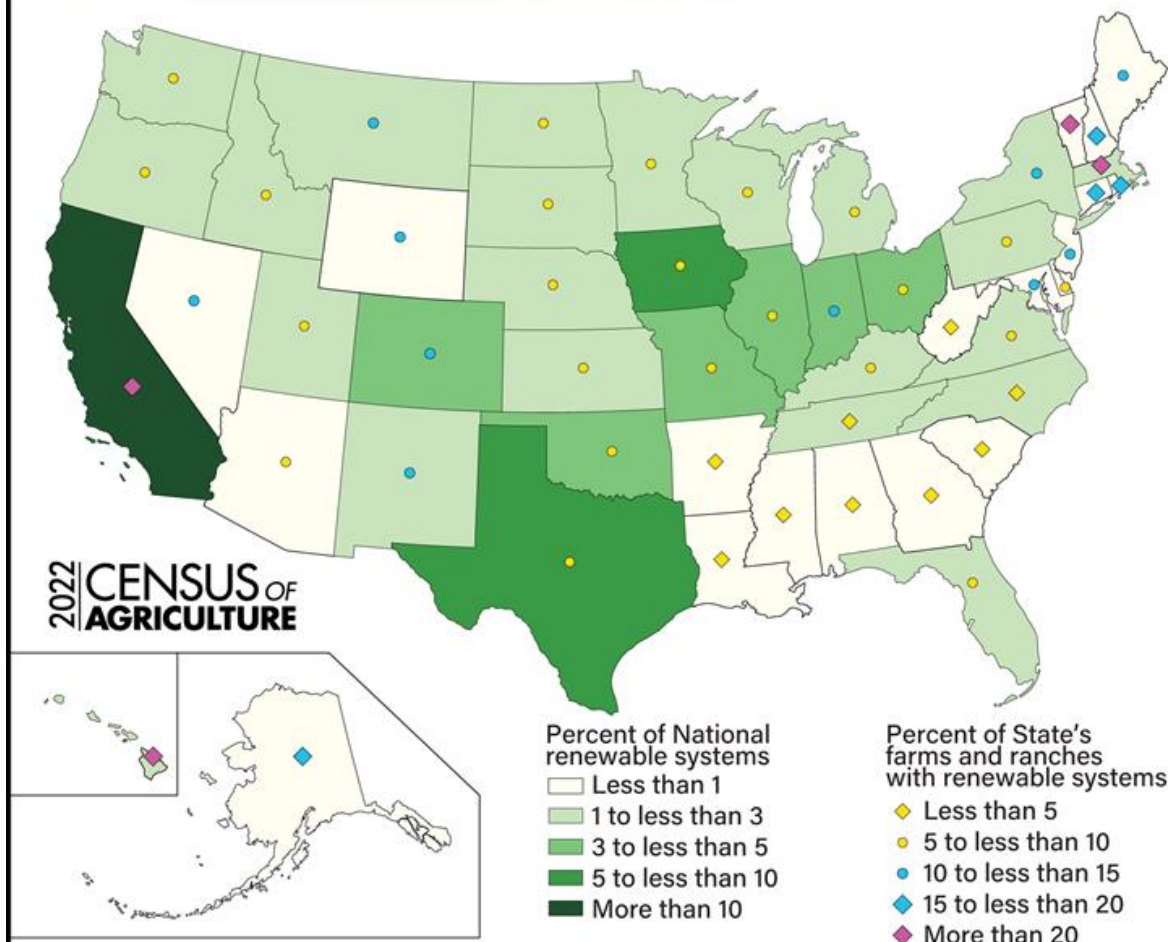 2022 CENSUS OF
AGRICULTURE
Percent of National
renewable systems
Less than 1
1 to less than 3
3 to less than 5
5 to less than 10
More than 10
Percent of State's
farms and ranches
with renewable systems
Less than 5
5 to less than 10
10 to less than 15
15 to less than 20
More than 20